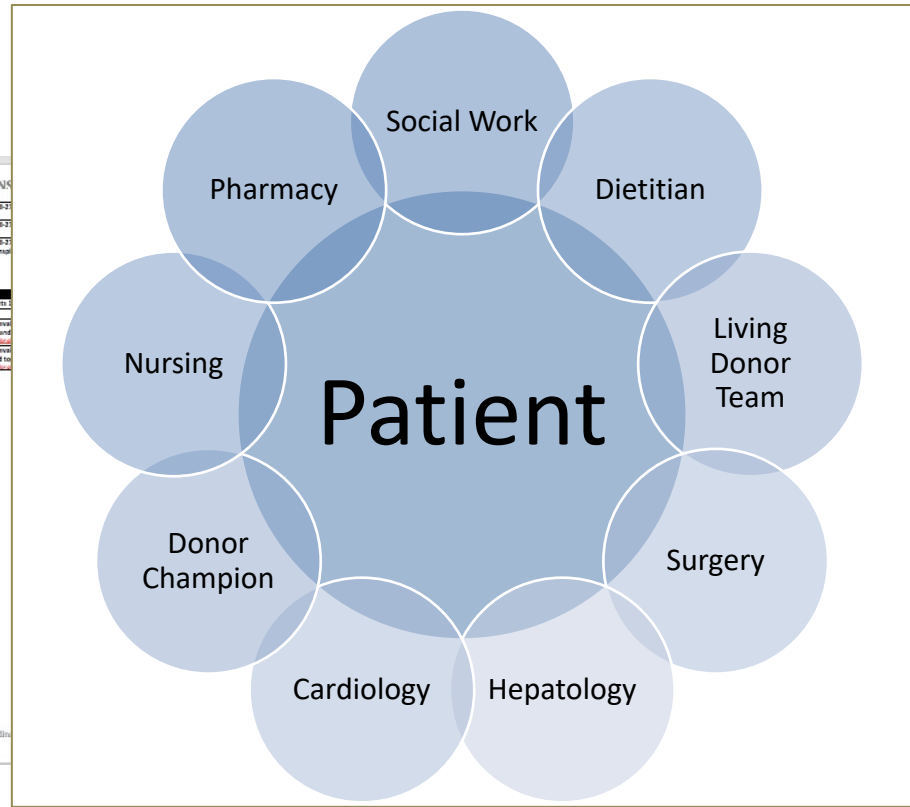 Social Work
Pharmacy
Dietitian
Nursing
Living
Donor
Team
Patient
Donor
Champion
Surgery
Cardiology
Hepatology